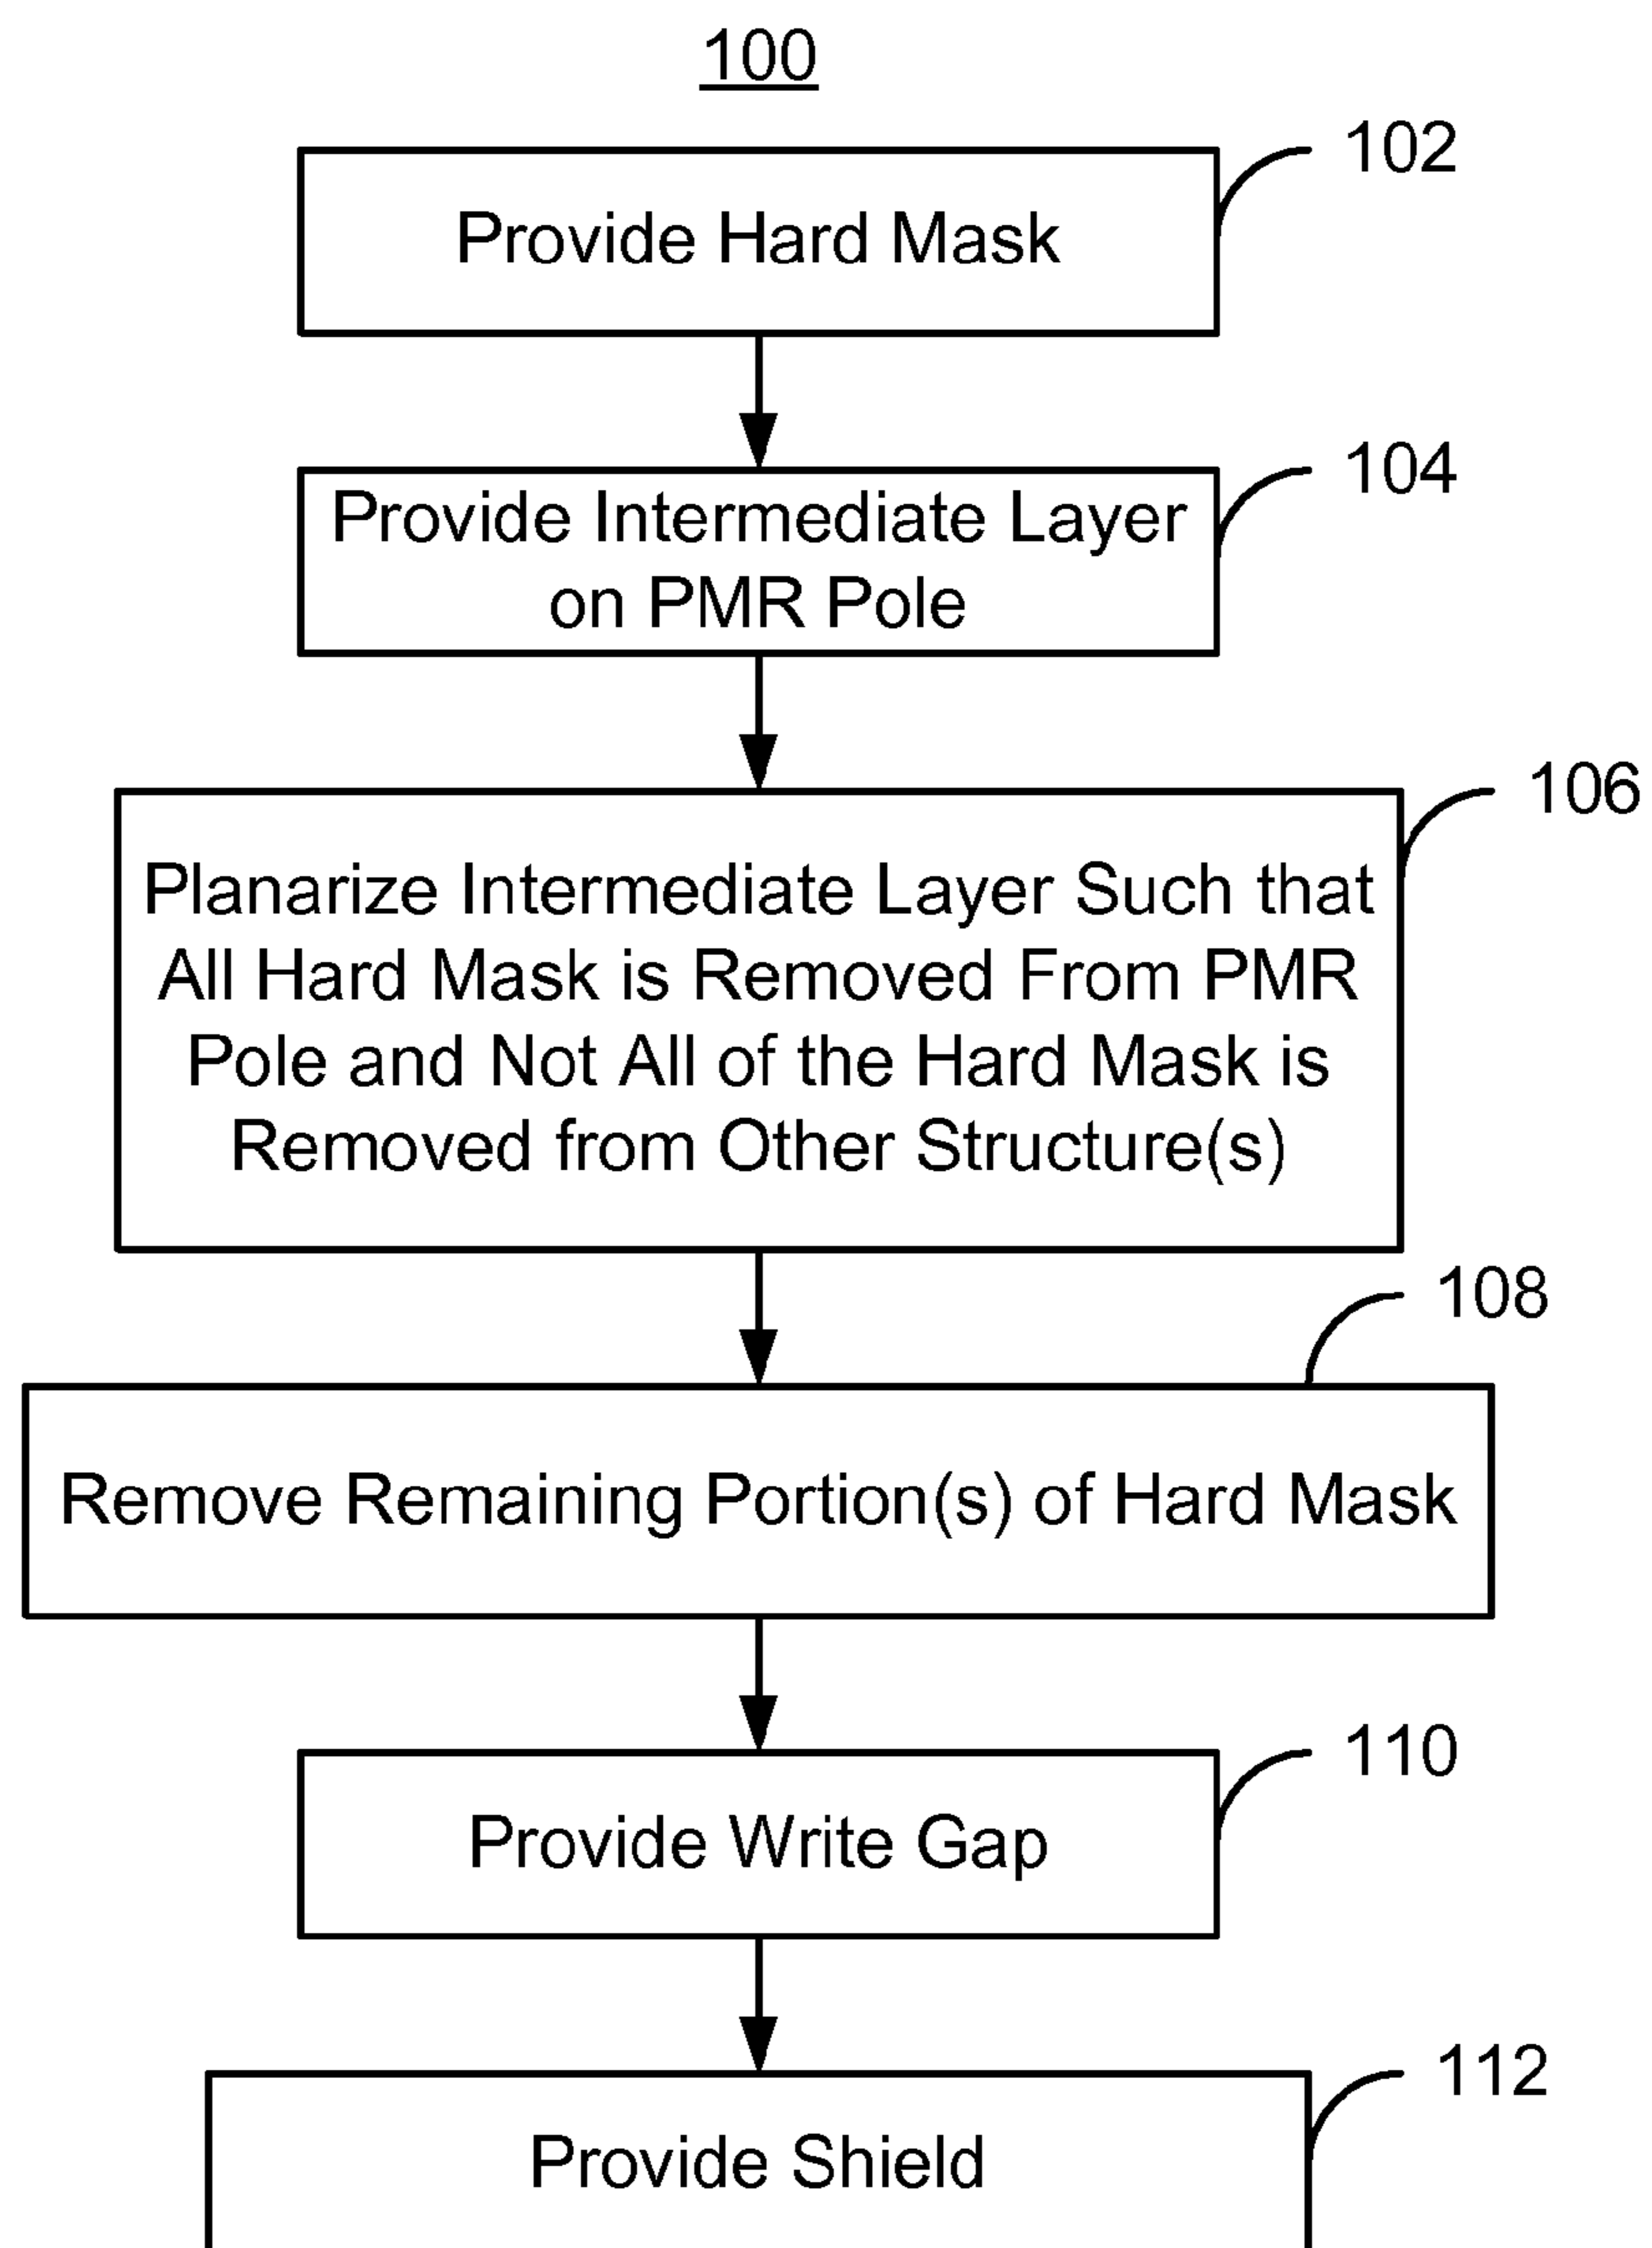 100
102
Provide Hard Mask
104
Provide Intermediate Layer
on PMR Pole
106
Planarize Intermediate Layer Such that
All Hard Mask is Removed From PMR
Pole and Not All of the Hard Mask is
Removed from Other Structure(s)
108
Remove Remaining Portion(s) of Hard Mask
110
Provide Write Gap
112
Provide Shield